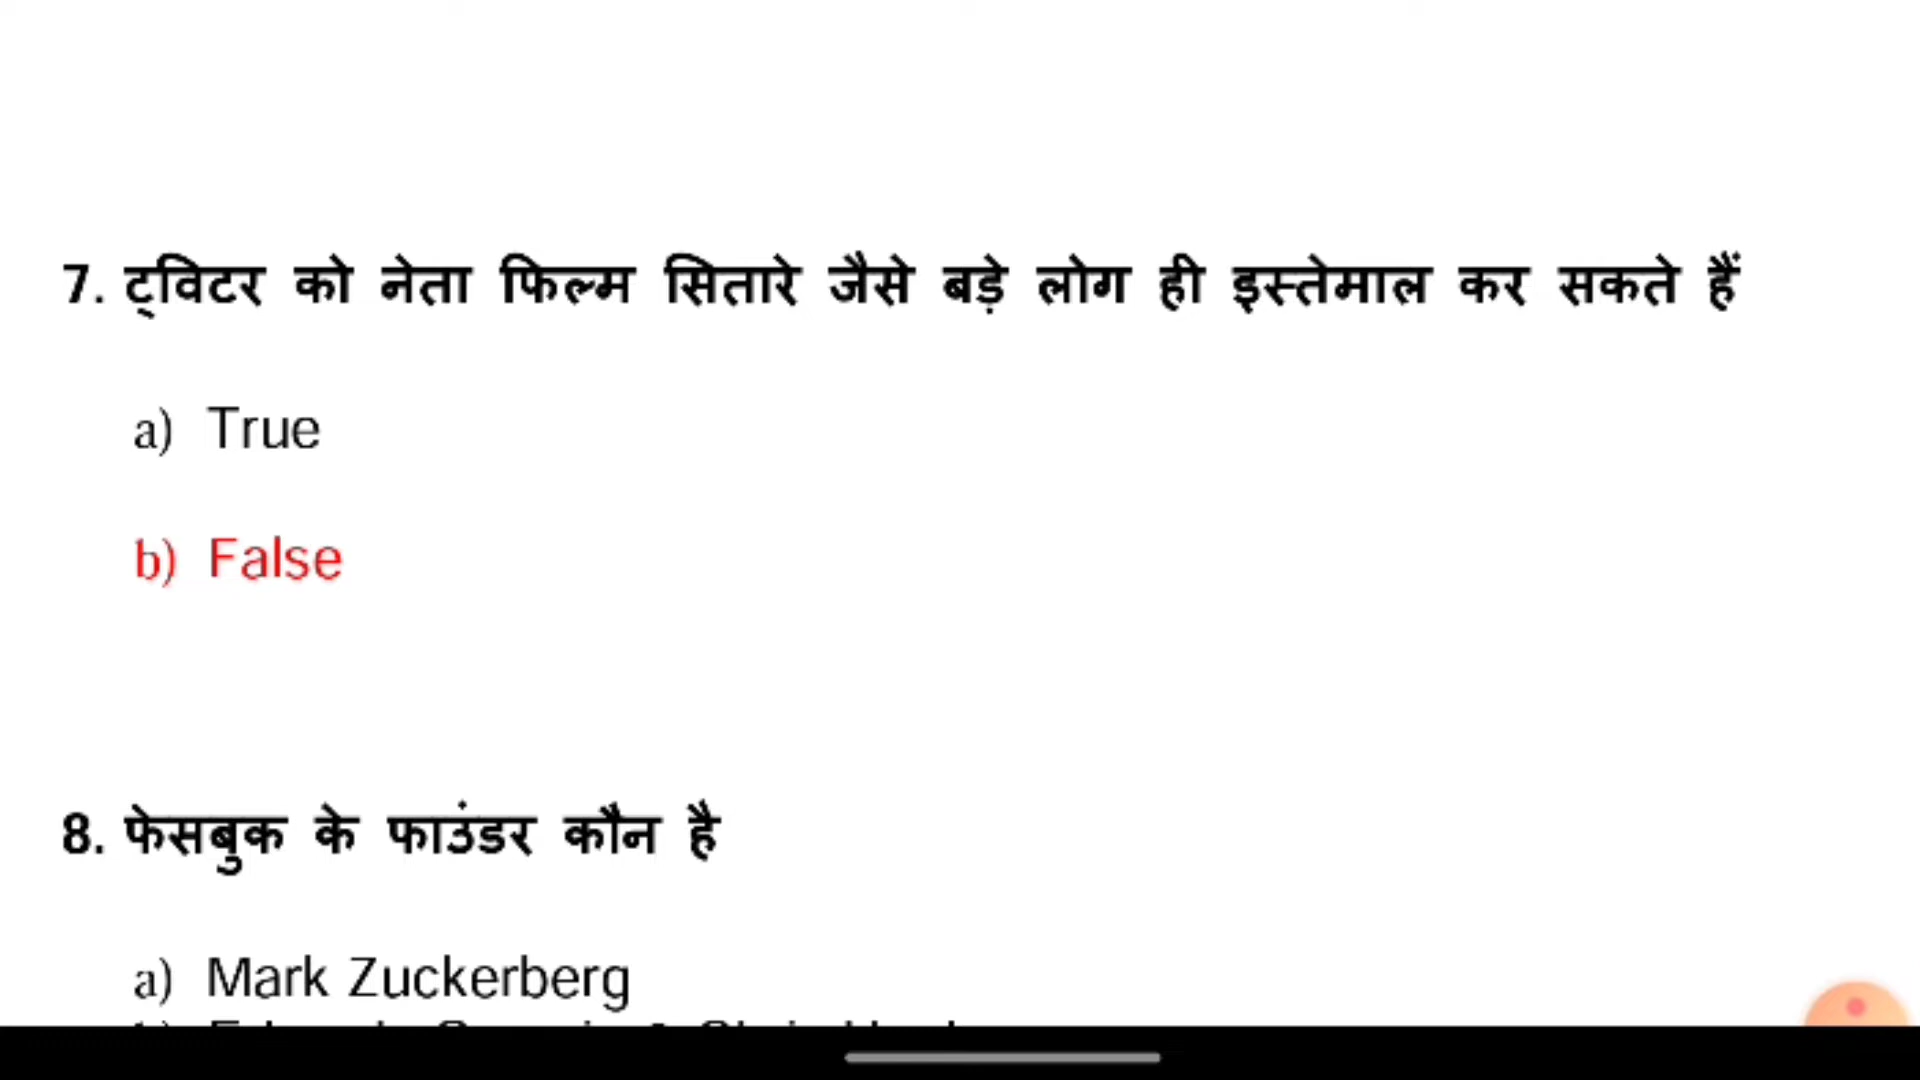 7. ट्विटर को नेता फिल्म सितारे जैसे बड़े लोग ही इस्तेमाल कर सकते हैं
a) True
b) False
8. फेसबुक के फाउंडर कौन है
a) Mark Zuckerberg